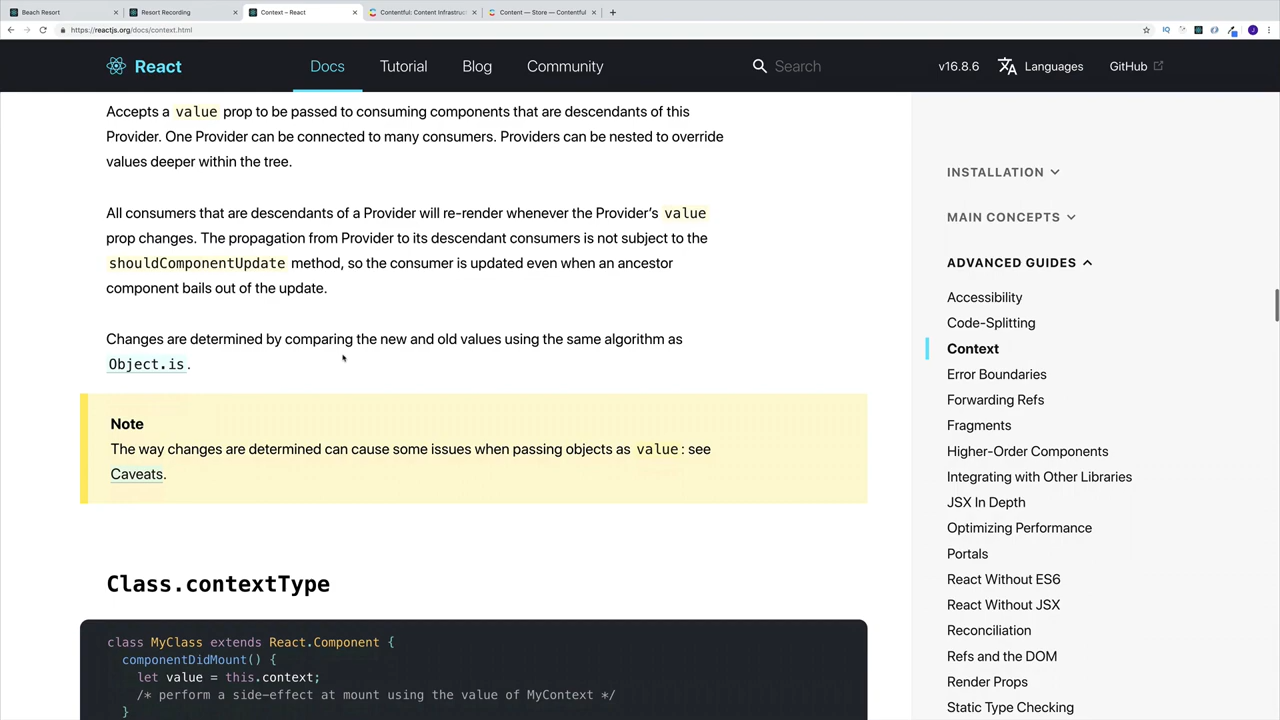 Beach Resort
Resort Recording
Context – React
Contentful: Content Infrastruc
Content — Store — Contentful
https://reactjs.org/docs/context.html
React
Docs
Tutorial
Blog
Community
Search
v16.8.6
Languages
GitHub
Accepts a value prop to be passed to consuming components that are descendants of this
Provider. One Provider can be connected to many consumers. Providers can be nested to override
values deeper within the tree.
All consumers that are descendants of a Provider will re-render whenever the Provider’s value
prop changes. The propagation from Provider to its descendant consumers is not subject to the
shouldComponentUpdate method, so the consumer is updated even when an ancestor
component bails out of the update.
Changes are determined by comparing the new and old values using the same algorithm as
Object.is.
Note
The way changes are determined can cause some issues when passing objects as value: see
Caveats.
Class.contextType
class MyClass extends React.Component {
componentDidMount() {
let value = this.context;
/* perform a side-effect at mount using the value of MyContext */
}
INSTALLATION
MAIN CONCEPTS
ADVANCED GUIDES
Accessibility
Code-Splitting
Context
Error Boundaries
Forwarding Refs
Fragments
Higher-Order Components
Integrating with Other Libraries
JSX In Depth
Optimizing Performance
Portals
React Without ES6
React Without JSX
Reconciliation
Refs and the DOM
Render Props
Static Type Checking